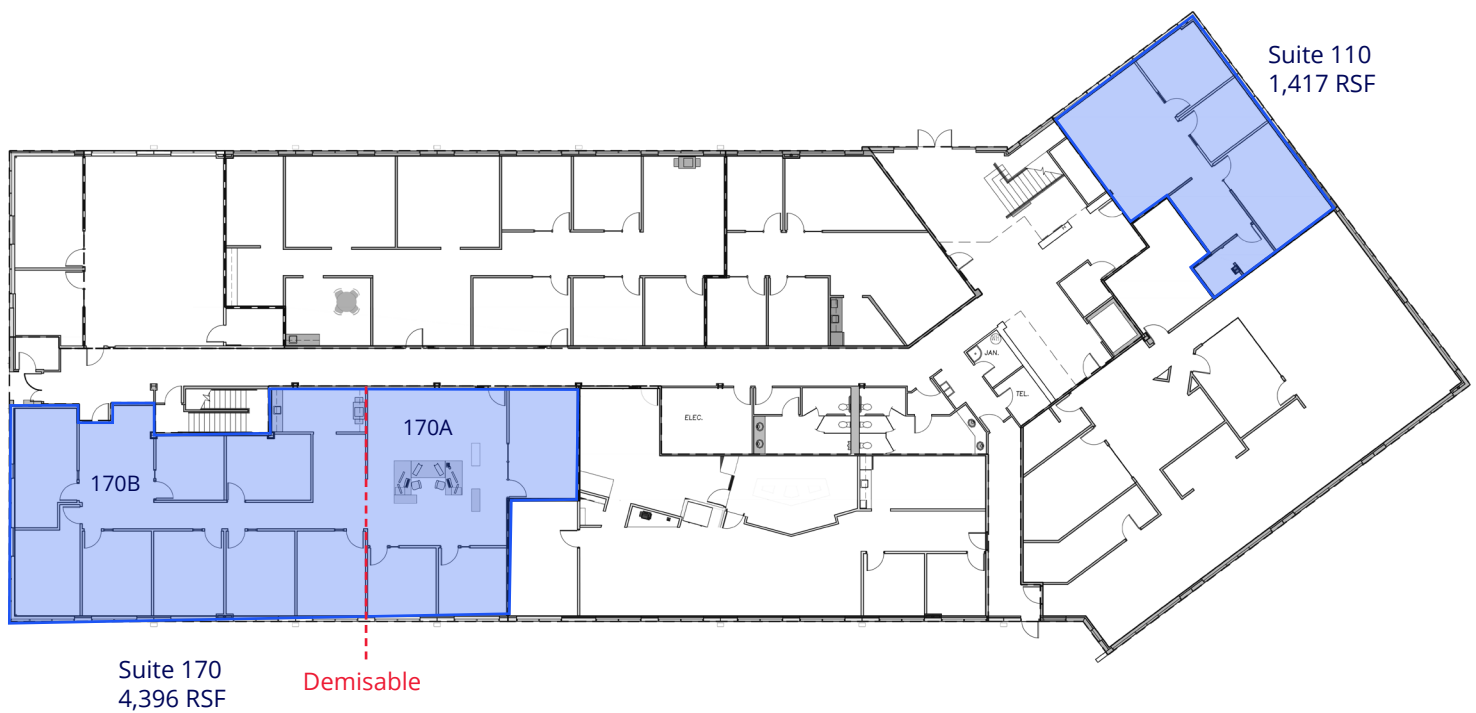 Suite 110
1,417 RSF
JAN.
TEL.
ELEC.
170A
170B
Suite 170
4,396 RSF
Demisable